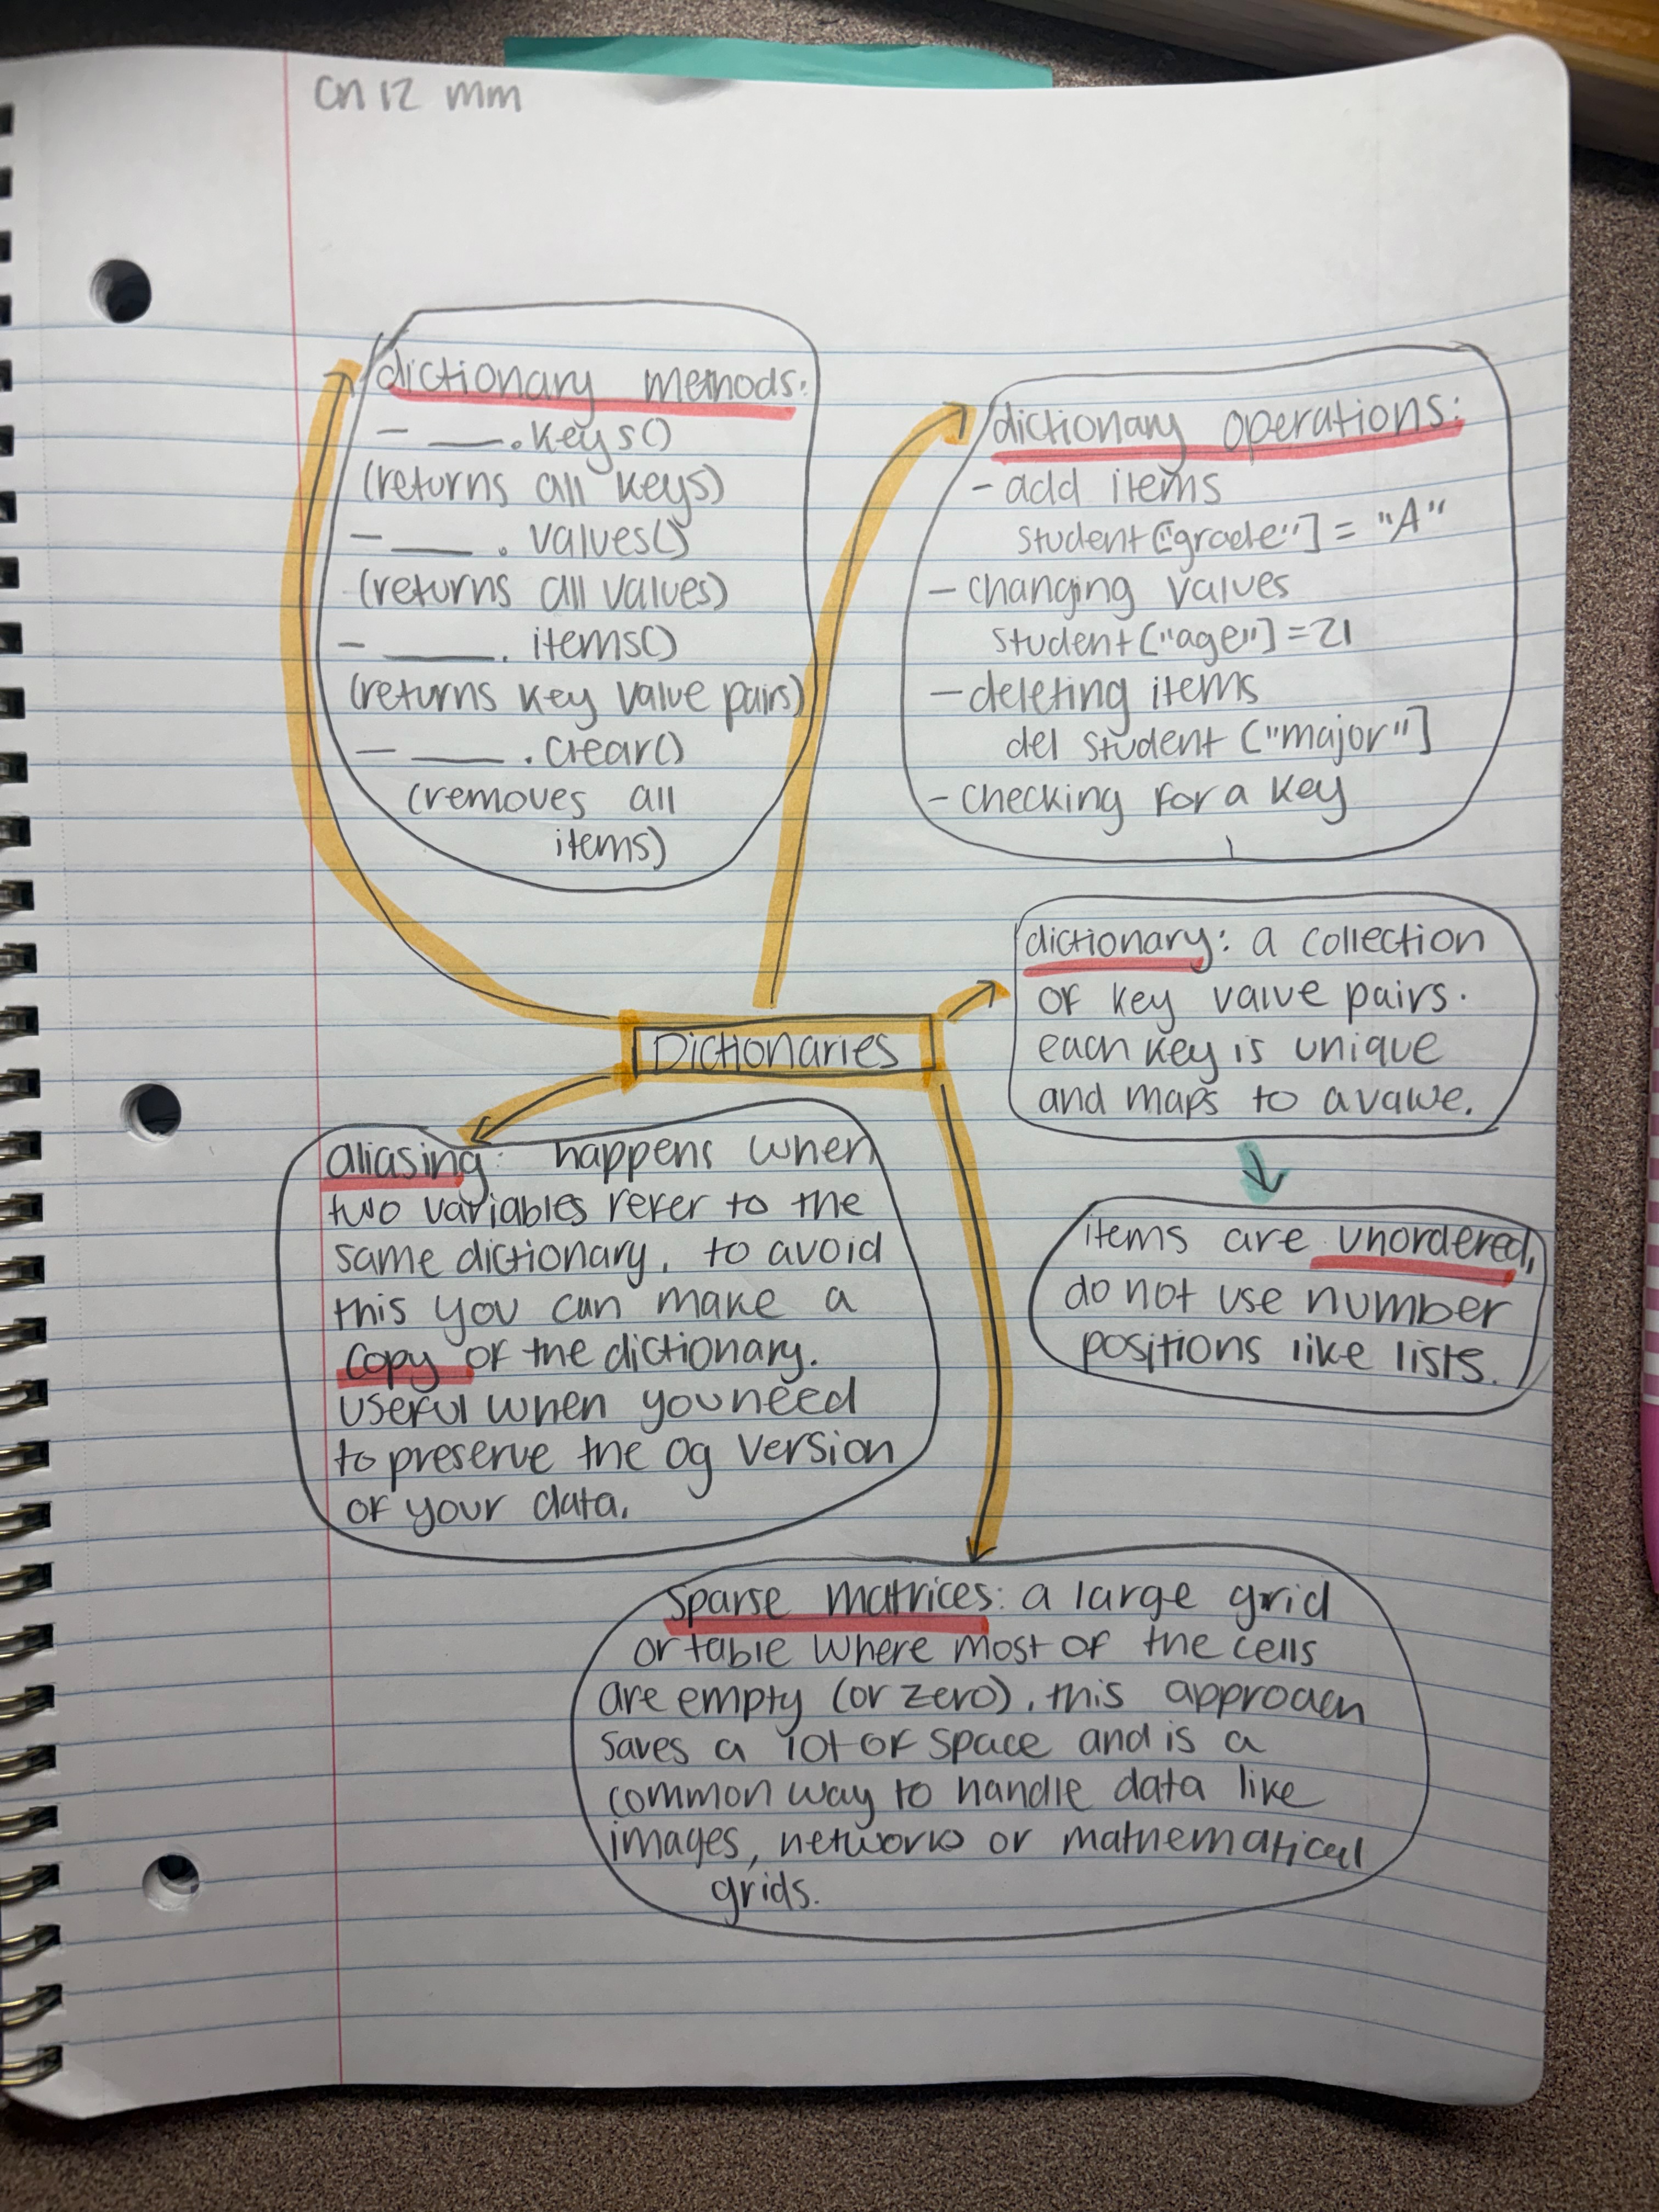 Ch 12 mm
dictionary methods:
- ___.keys()
(returns all keys)
- ___. values()
(returns all values)
- ____. items()
(returns key value pairs)
- ___.clear()
(removes all
items)
dictionary operations:
- add items
student["grade"] = "A"
- changing values
student["age"] = 21
- deleting items
del student ["major"]
- checking for a key
dictionary: a collection
of key value pairs.
each key is unique
and maps to a value.
Dictionaries
items are unordered,
do not use number
positions like lists.
aliasing: happens when
two variables refer to the
same dictionary. to avoid
this you can make a
copy of the dictionary.
useful when you need
to preserve the og version
of your data.
Sparse matrices: a large grid
or table where most of the cells
are empty (or zero). this approach
saves a lot of space and is a
common way to handle data like
images, networks or mathematical
grids.